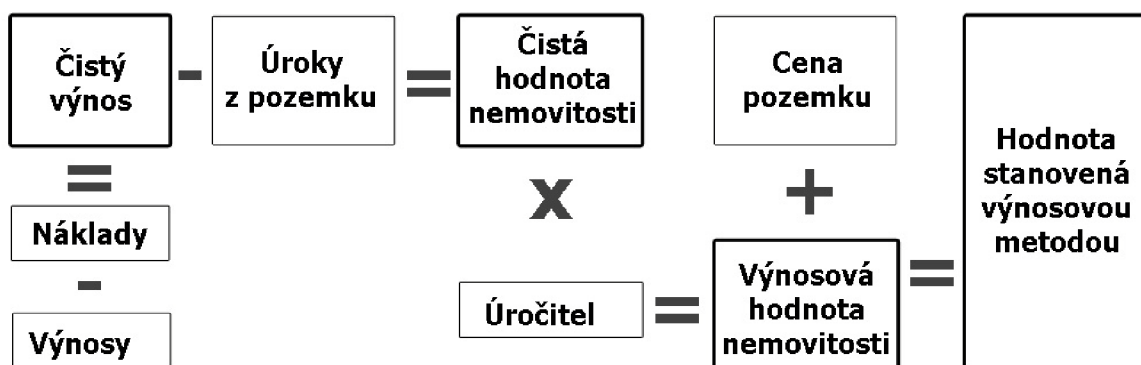 Čistý
výnos
-
Úroky
z pozemku
=
Čistá
hodnota
nemovitosti
Cena
pozemku
Hodnota
stanovená
výnosovou
metodou
=
x
+
Náklady
-
Výnosy
Úročitel
=
Výnosová
hodnota
nemovitosti
=